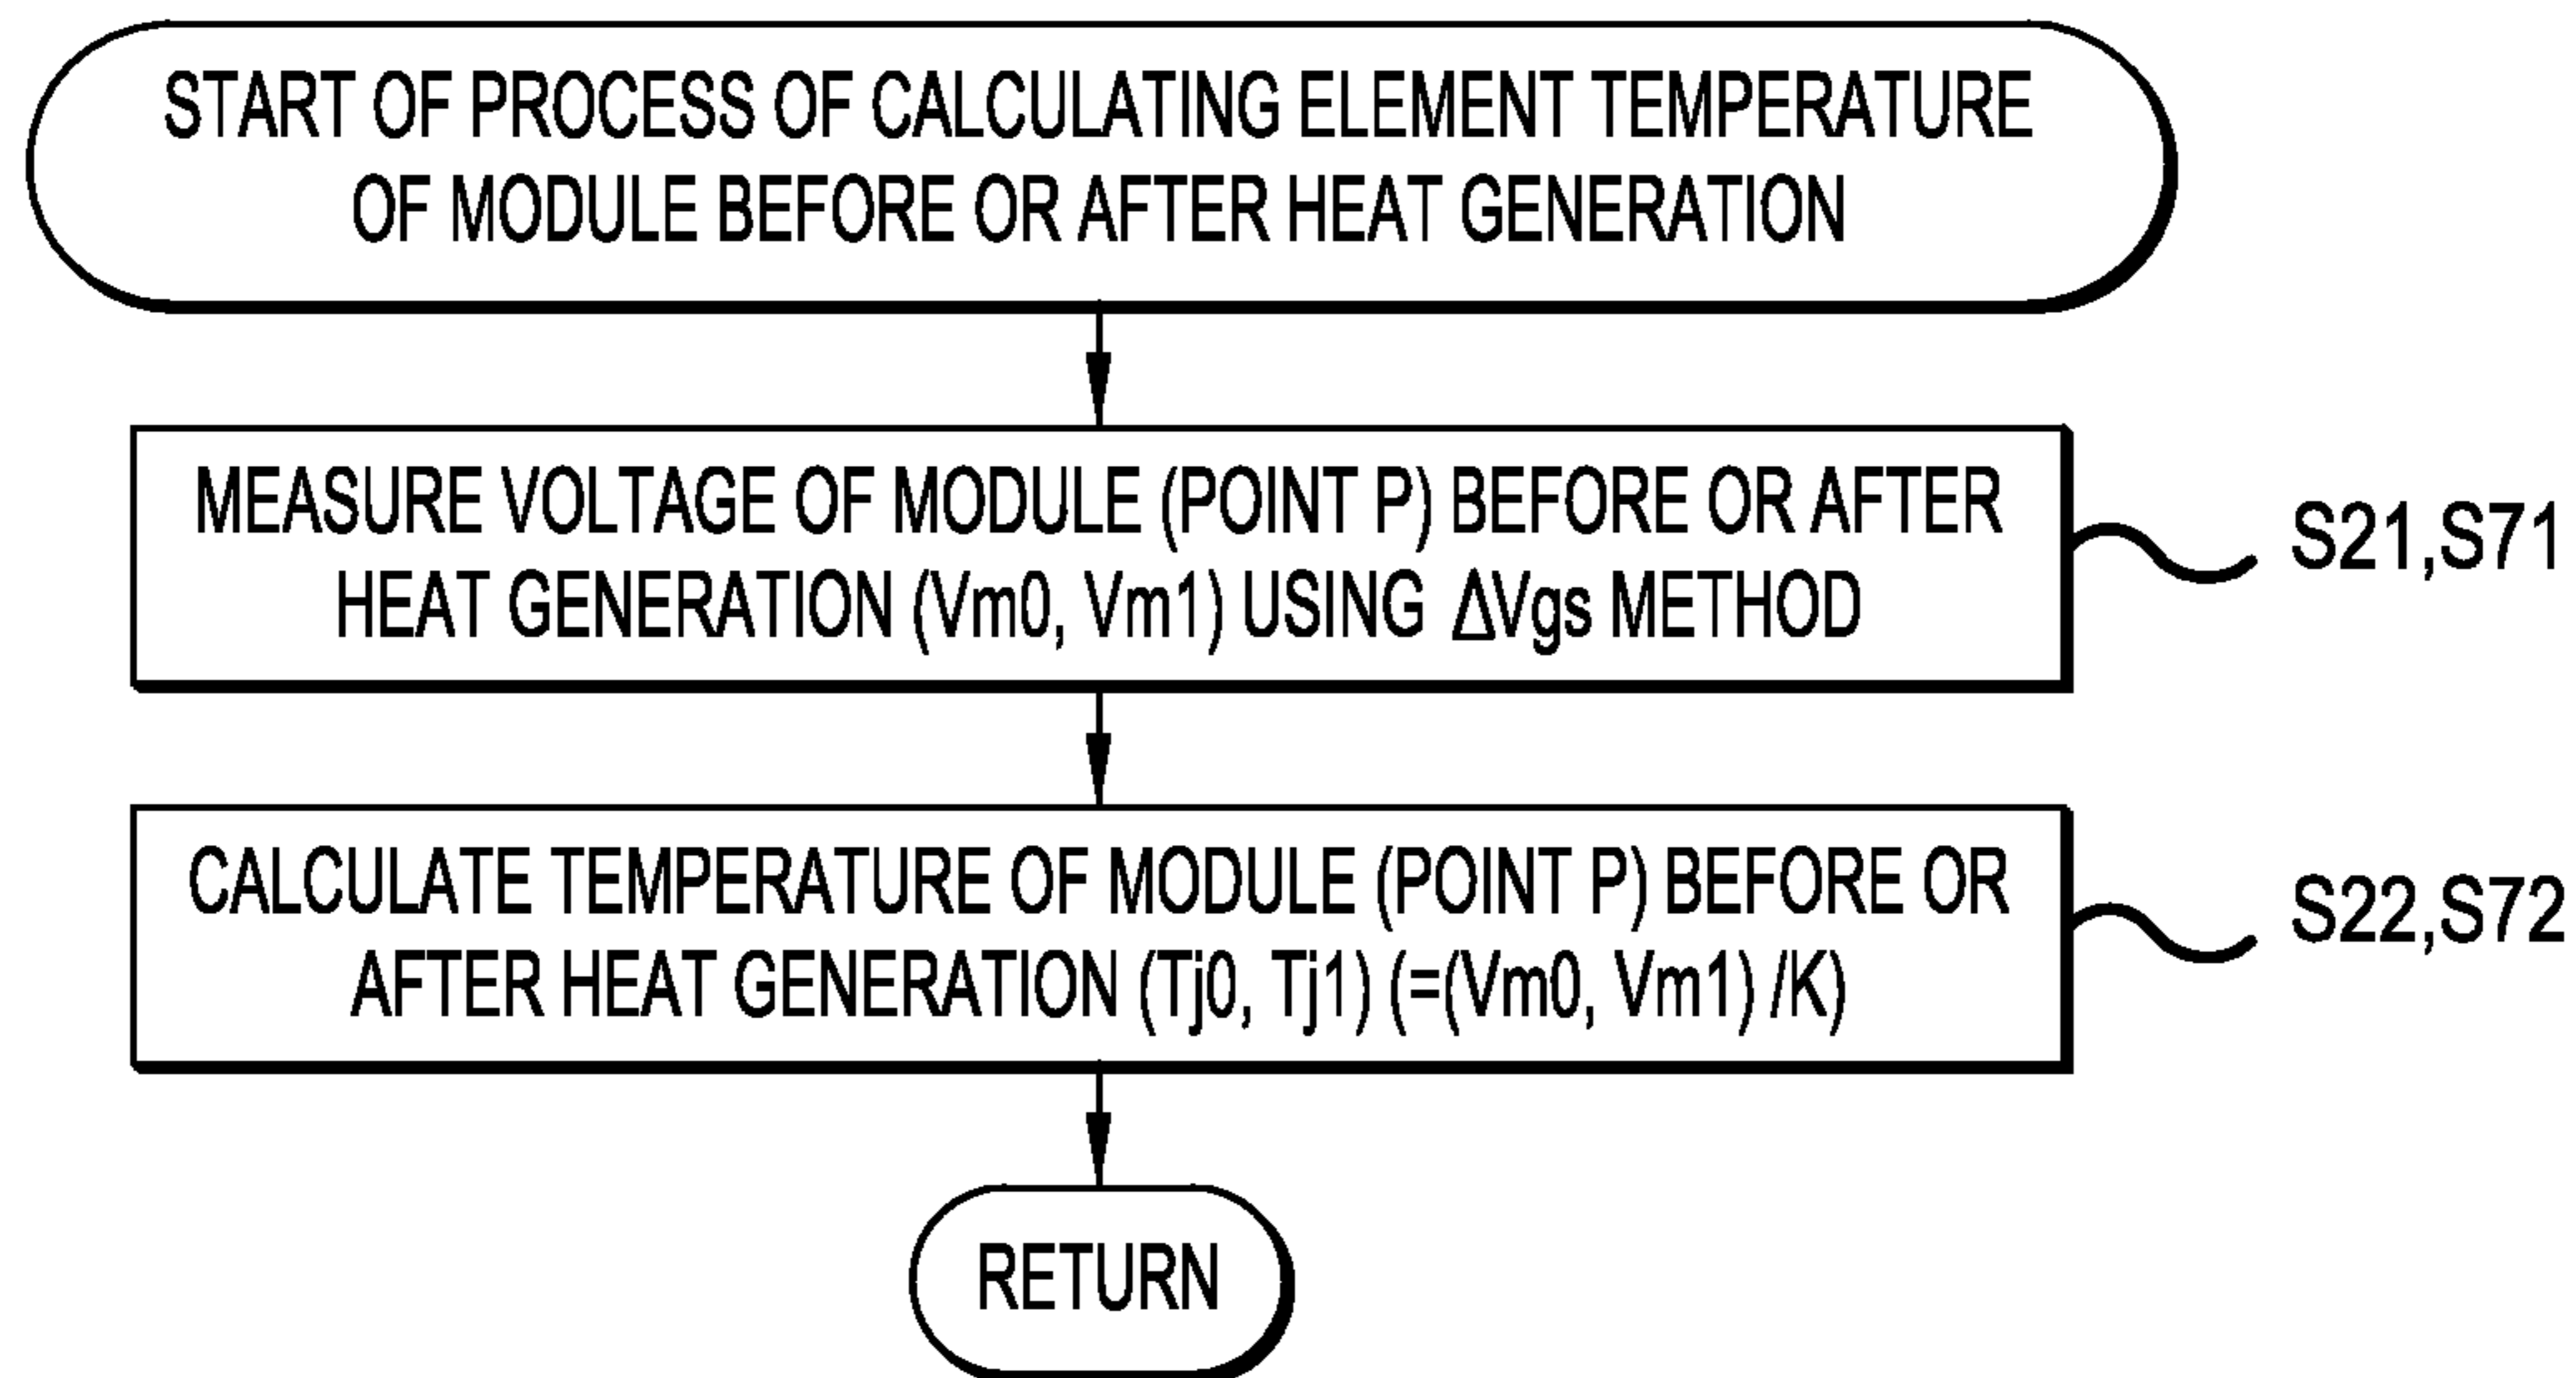 START OF PROCESS OF CALCULATING ELEMENT TEMPERATURE
OF MODULE BEFORE OR AFTER HEAT GENERATION
MEASURE VOLTAGE OF MODULE (POINT P) BEFORE OR AFTER
HEAT GENERATION (Vm0, Vm1) USING ΔVgs METHOD
S21,S71
CALCULATE TEMPERATURE OF MODULE (POINT P) BEFORE OR
AFTER HEAT GENERATION (Tj0, Tj1) (=(Vm0, Vm1) /K)
S22,S72
RETURN